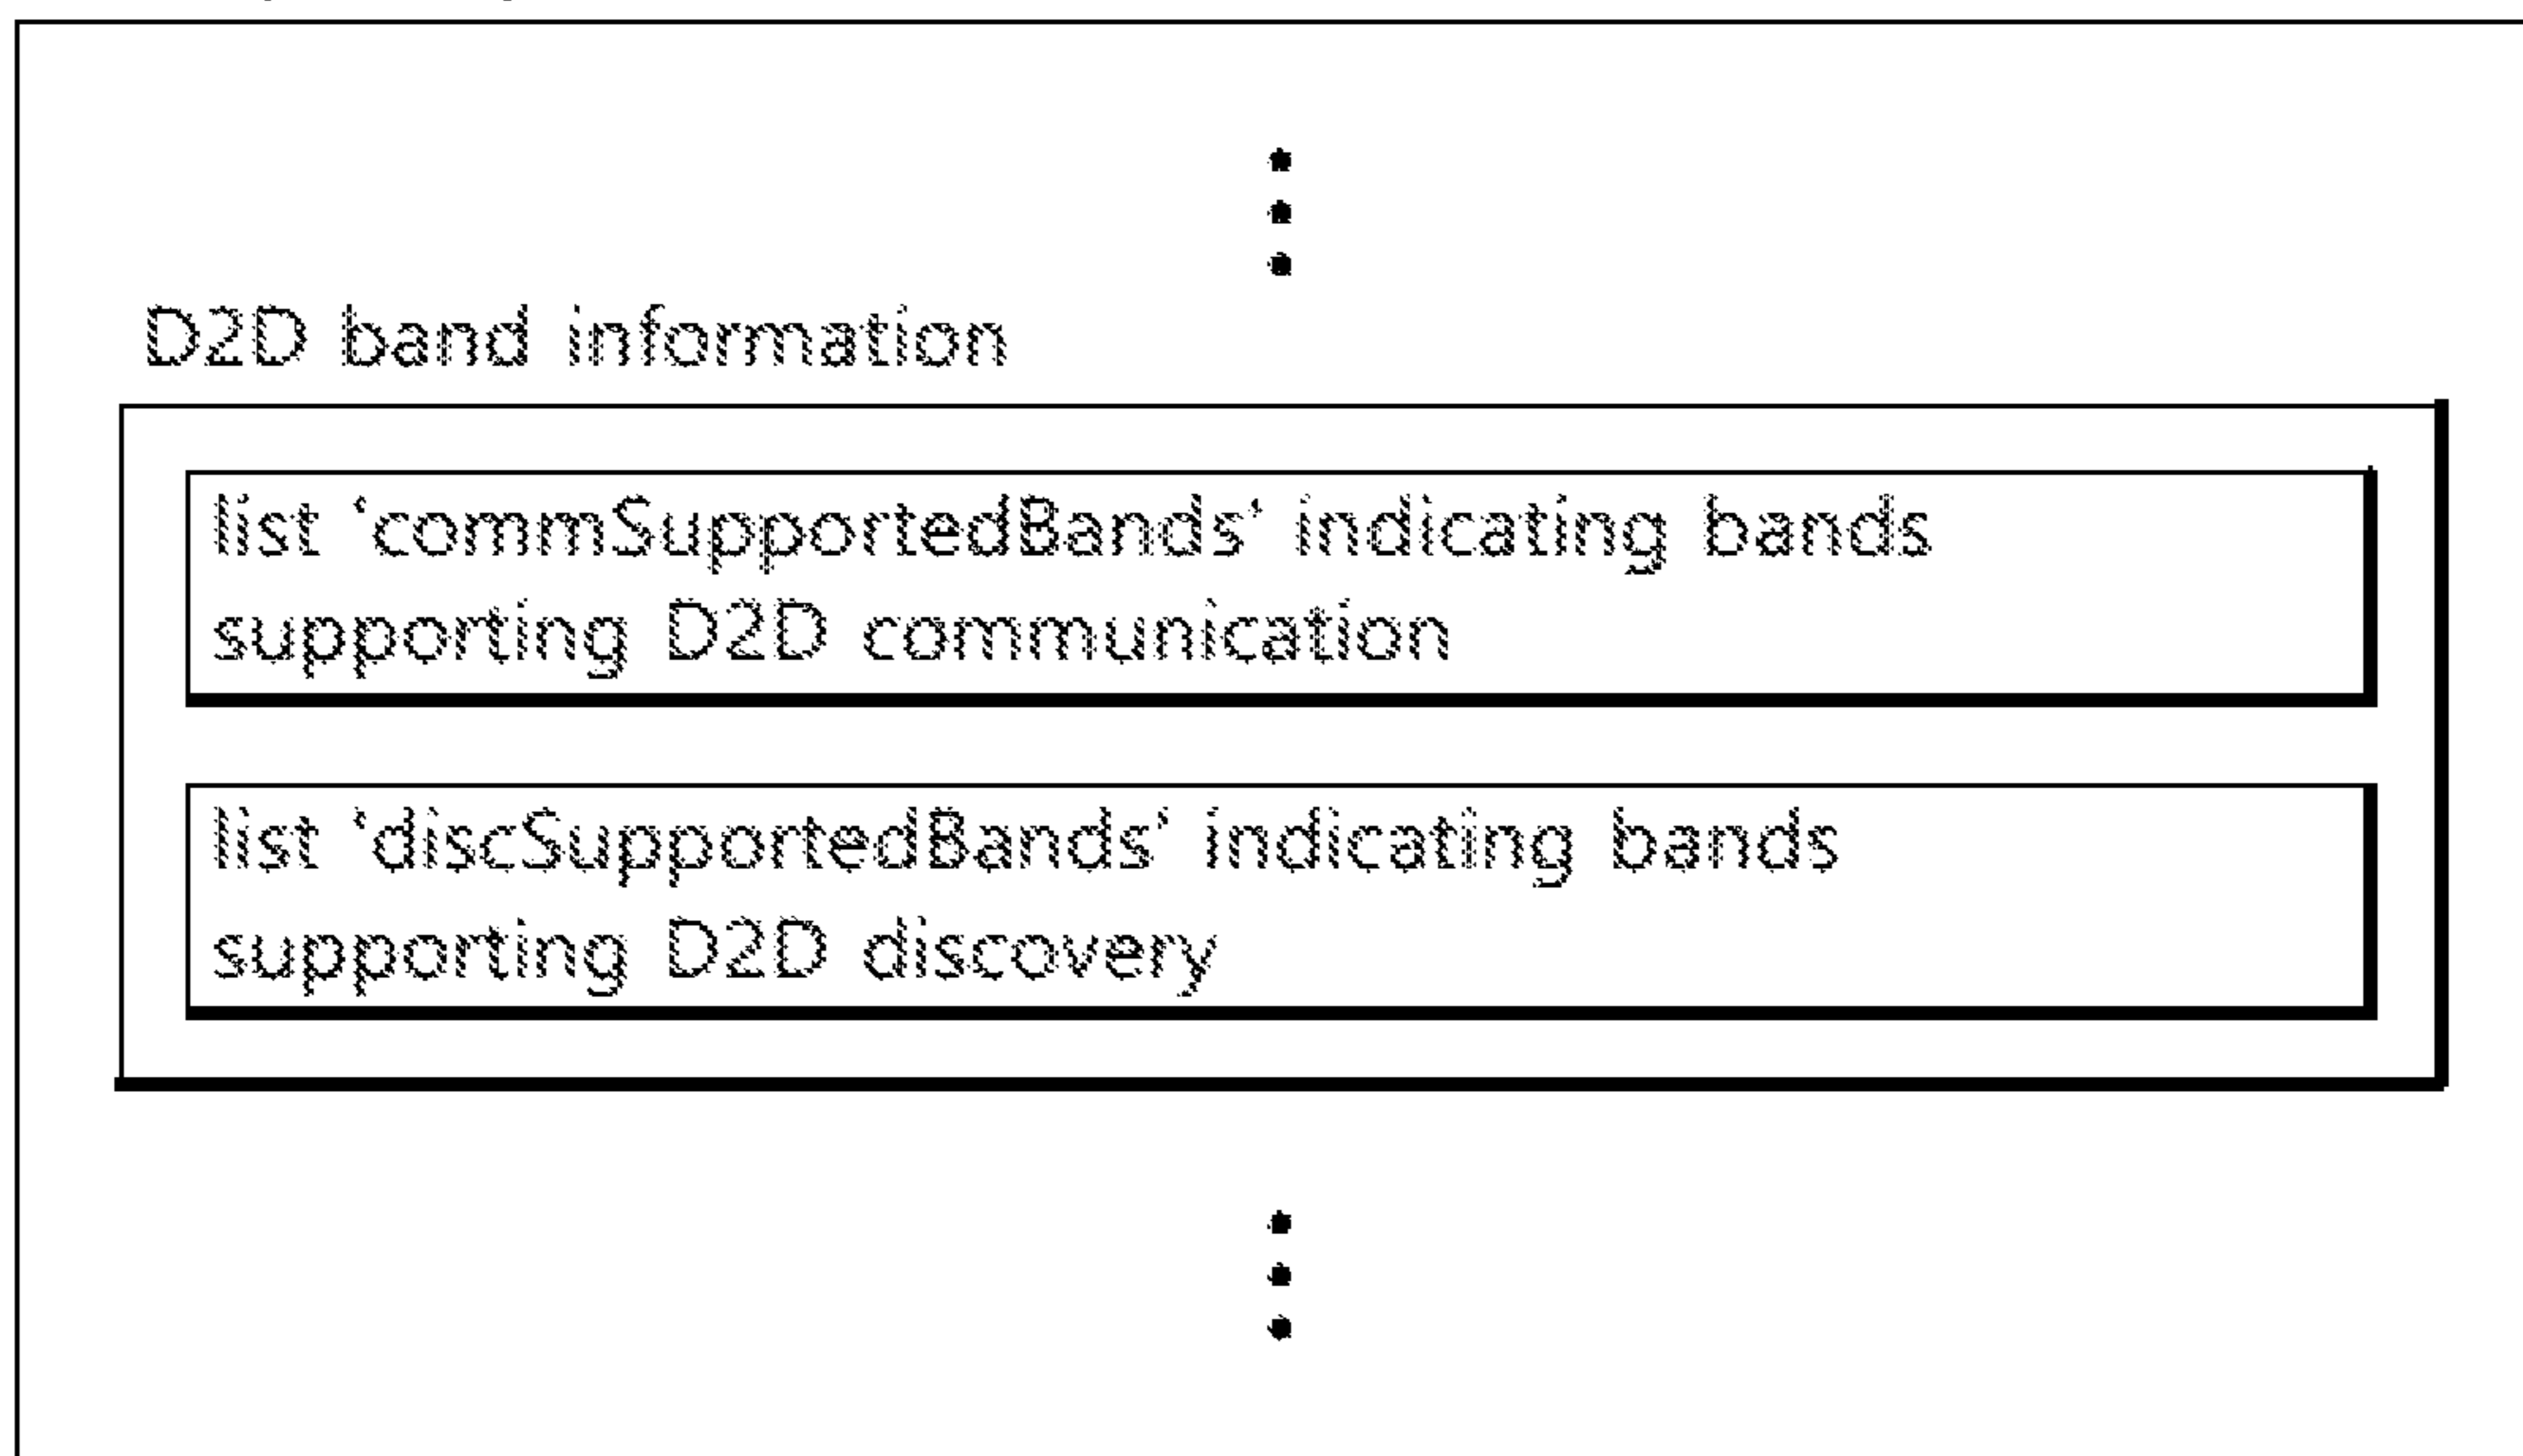 D2D band information
list ‘commSupportedBands‘ indicating bands
supporting D2D communication
list ‘discSupportedBands’ indicating bands
supporting D2D discovery